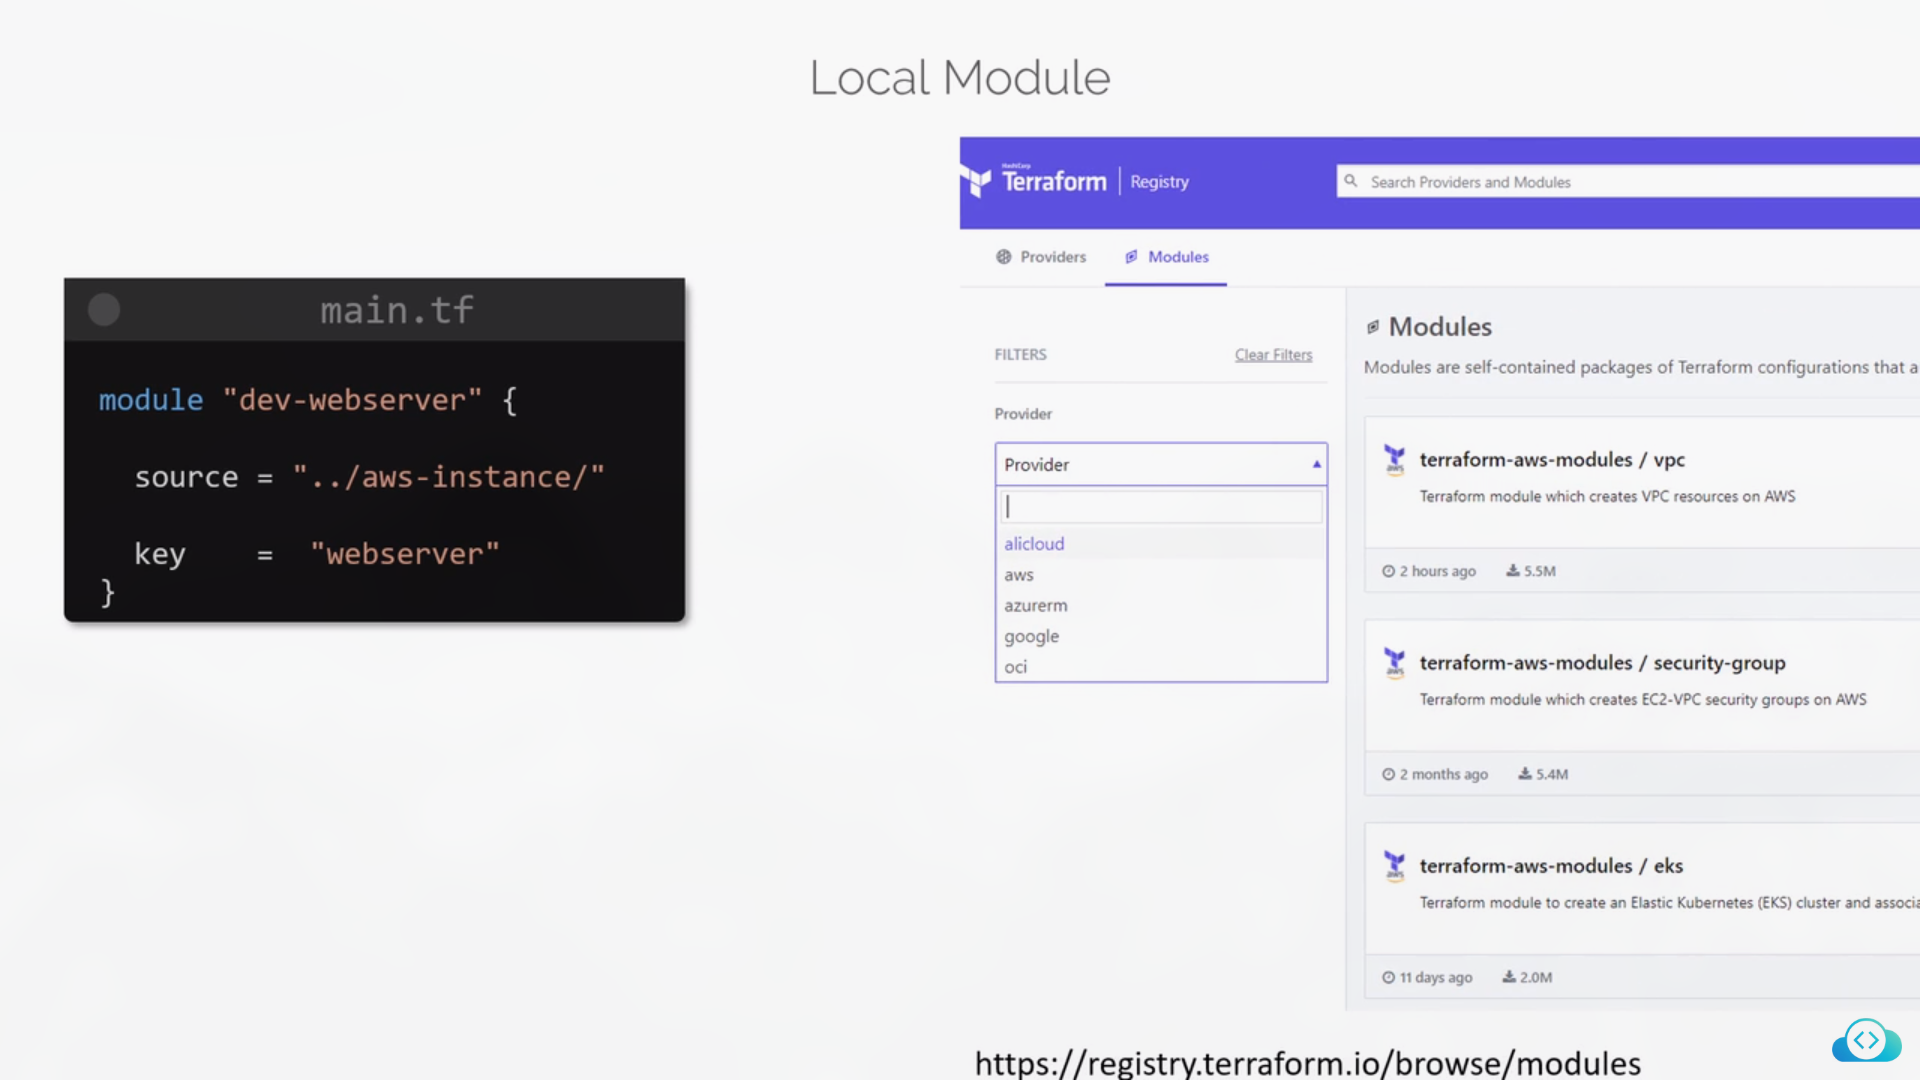 Local Module
main.tf
module "dev-webserver" {
source = "../aws-instance/"
key = "webserver"
}
HashiCorp
Terraform Registry
Search Providers and Modules
Providers Modules
FILTERS Clear Filters
Provider
Provider
alicloud
aws
azurerm
google
oci
Modules
Modules are self-contained packages of Terraform configurations that a
aws
terraform-aws-modules / vpc
Terraform module which creates VPC resources on AWS
2 hours ago 5.5M
aws
terraform-aws-modules / security-group
Terraform module which creates EC2-VPC security groups on AWS
2 months ago 5.4M
aws
terraform-aws-modules / eks
Terraform module to create an Elastic Kubernetes (EKS) cluster and associa
11 days ago 2.0M
https://registry.terraform.io/browse/modules